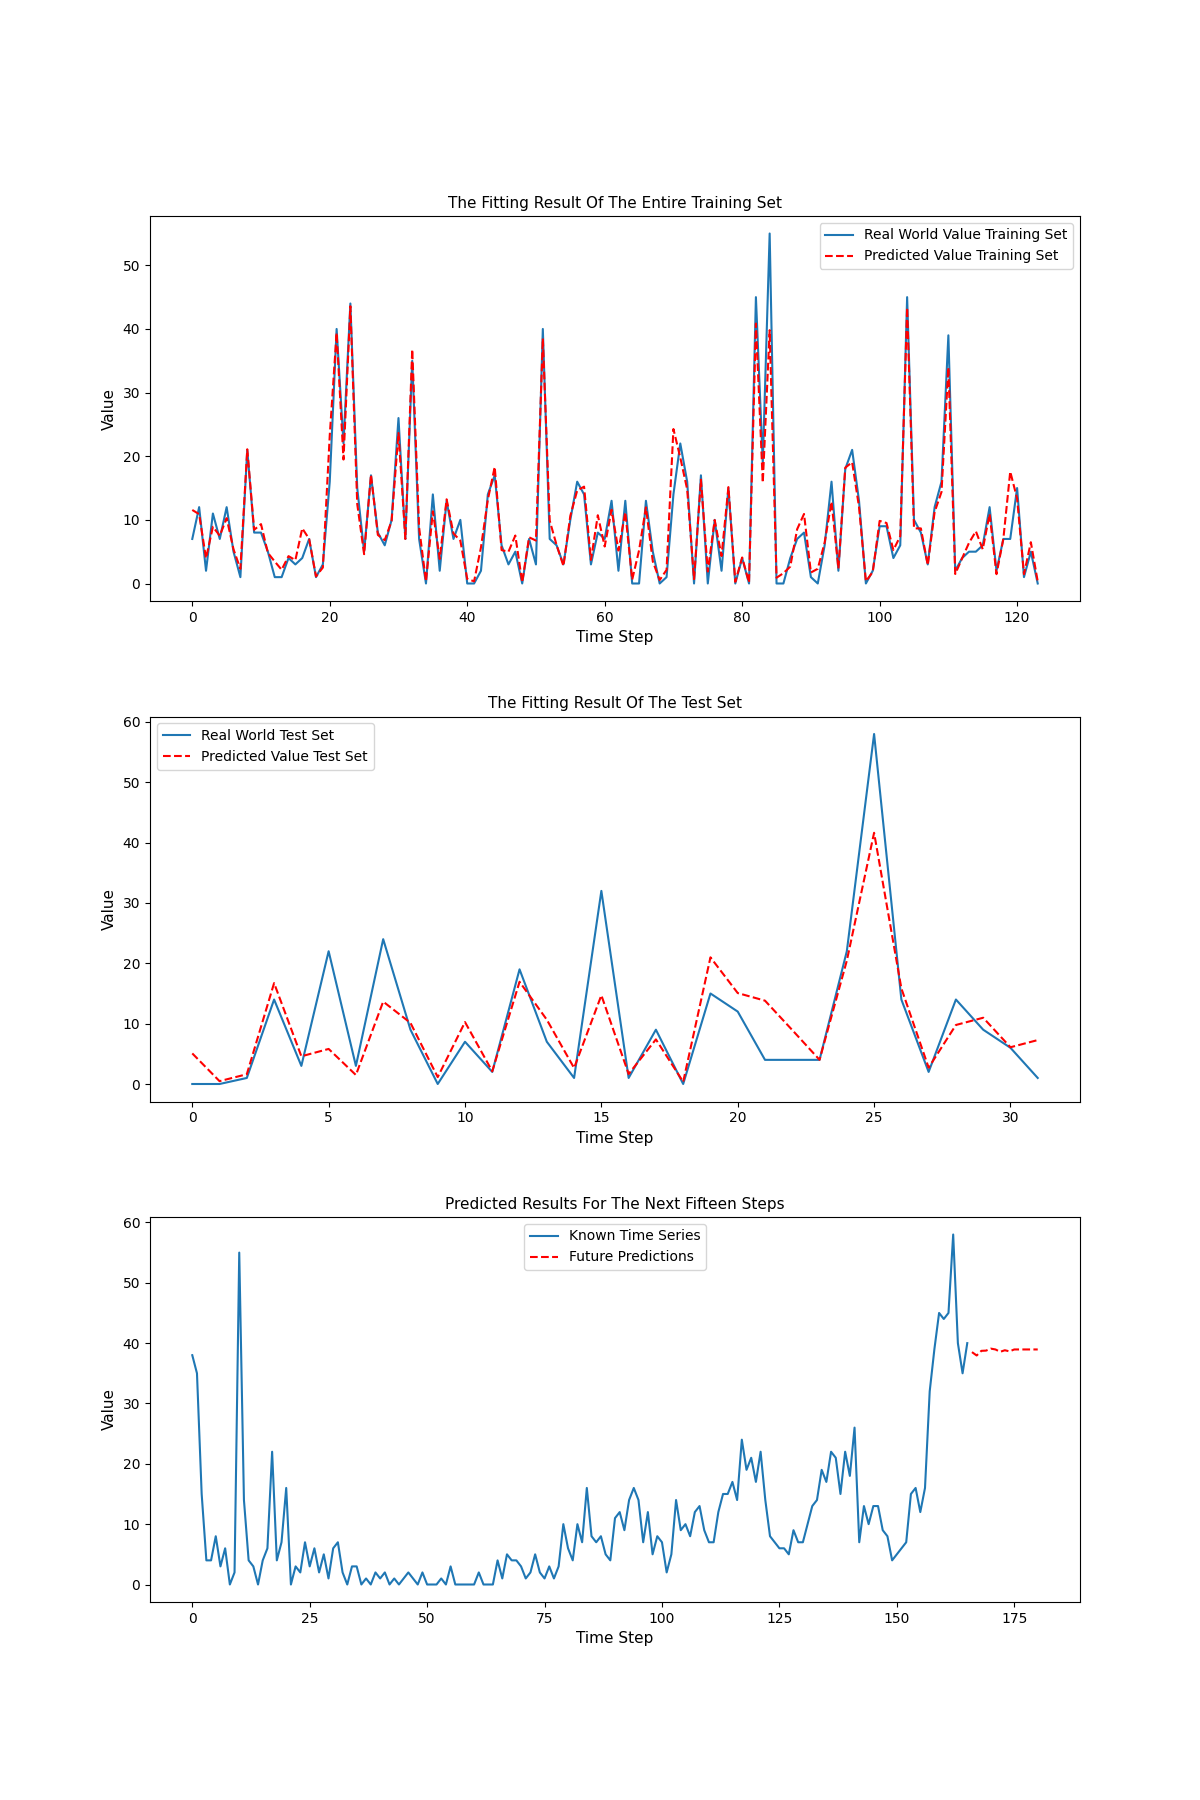 The Fitting Result Of The Entire Training Set
Real World Value Training Set
Predicted Value Training Set
Value
50
40
30
20
10
0
0 20 40 60 80 100 120
Time Step
The Fitting Result Of The Test Set
Real World Test Set
Predicted Value Test Set
Value
60
50
40
30
20
10
0
0 5 10 15 20 25 30
Time Step
Predicted Results For The Next Fifteen Steps
Known Time Series
Future Predictions
Value
60
50
40
30
20
10
0
0 25 50 75 100 125 150 175
Time Step